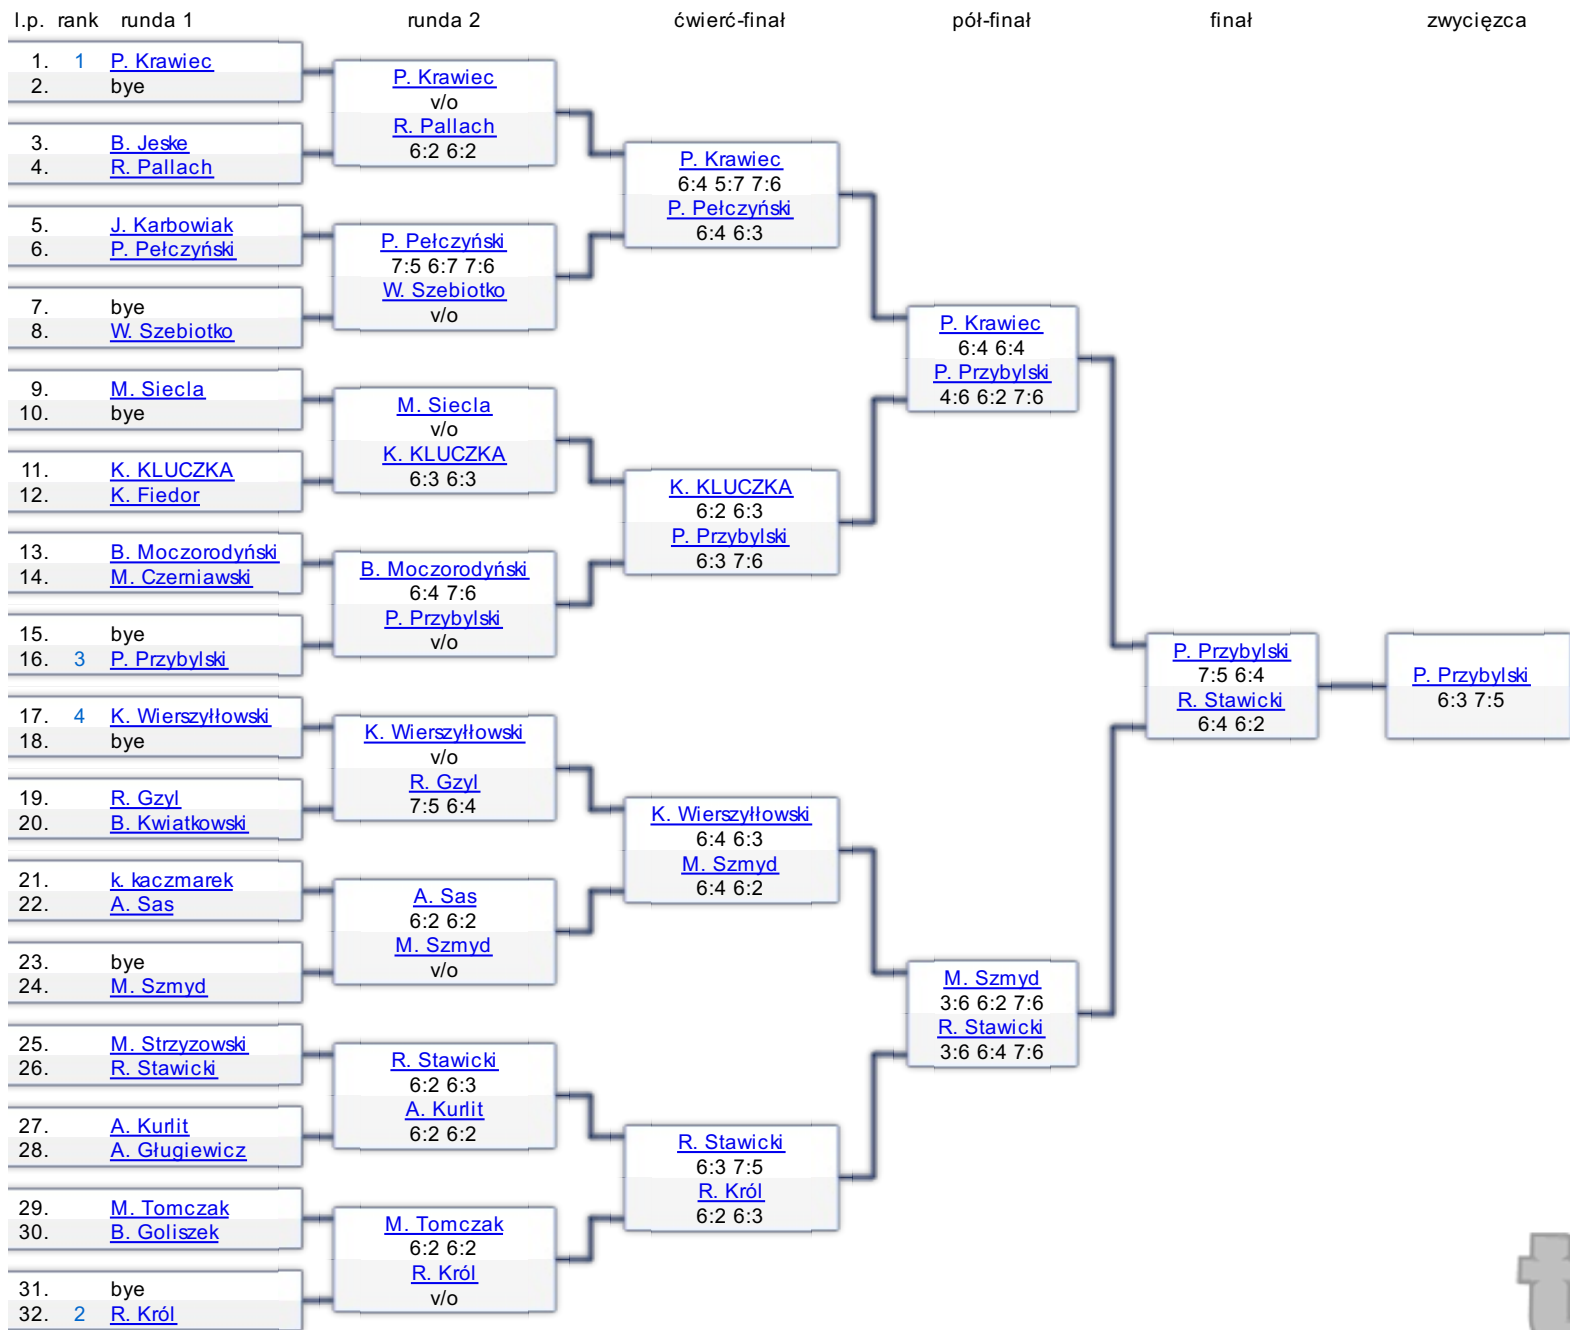 l.p. rank runda 1 runda 2 ćwierć-finał pół-finał finał zwycięzca
1. 1 P. Krawiec
2. bye
3. B. Jeske
4. R. Pallach
5. J. Karbowiak
6. P. Pełczyński
7. bye
8. W. Szebiotko
9. M. Siecla
10. bye
11. K. KLUCZKA
12. K. Fiedor
13. B. Moczorodyński
14. M. Czerniawski
15. bye
16. 3 P. Przybylski
17. 4 K. Wierszyłłowski
18. bye
19. R. Gzyl
20. B. Kwiatkowski
21. k. kaczmarek
22. A. Sas
23. bye
24. M. Szmyd
25. M. Strzyzowski
26. R. Stawicki
27. A. Kurlit
28. A. Gługiewicz
29. M. Tomczak
30. B. Goliszek
31. bye
32. 2 R. Król
P. Krawiec
v/o
R. Pallach
6:2 6:2
P. Pełczyński
7:5 6:7 7:6
W. Szebiotko
v/o
M. Siecla
v/o
K. KLUCZKA
6:3 6:3
B. Moczorodyński
6:4 7:6
P. Przybylski
v/o
K. Wierszyłłowski
v/o
R. Gzyl
7:5 6:4
A. Sas
6:2 6:2
M. Szmyd
v/o
R. Stawicki
6:2 6:3
A. Kurlit
6:2 6:2
M. Tomczak
6:2 6:2
R. Król
v/o
P. Krawiec
6:4 5:7 7:6
P. Pełczyński
6:4 6:3
K. KLUCZKA
6:2 6:3
P. Przybylski
6:3 7:6
K. Wierszyłłowski
6:4 6:3
M. Szmyd
6:4 6:2
R. Stawicki
6:3 7:5
R. Król
6:2 6:3
P. Krawiec
6:4 6:4
P. Przybylski
4:6 6:2 7:6
M. Szmyd
3:6 6:2 7:6
R. Stawicki
3:6 6:4 7:6
P. Przybylski
7:5 6:4
R. Stawicki
6:4 6:2
P. Przybylski
6:3 7:5